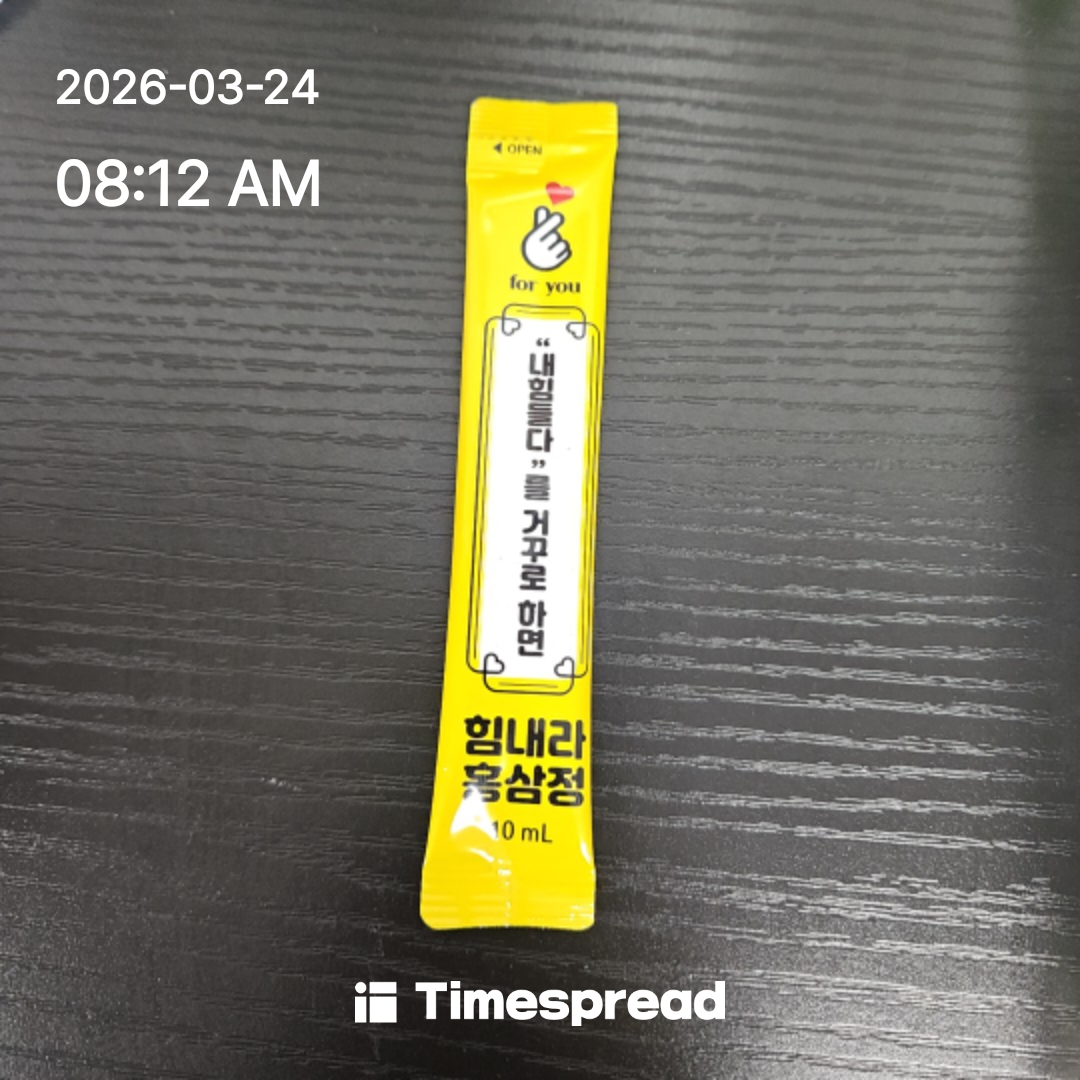 2026-03-24
08:12 AM
◀ OPEN
for you
“내힘들다”를 거꾸로 하면
힘내라
홍삼정
10 mL
Timespread